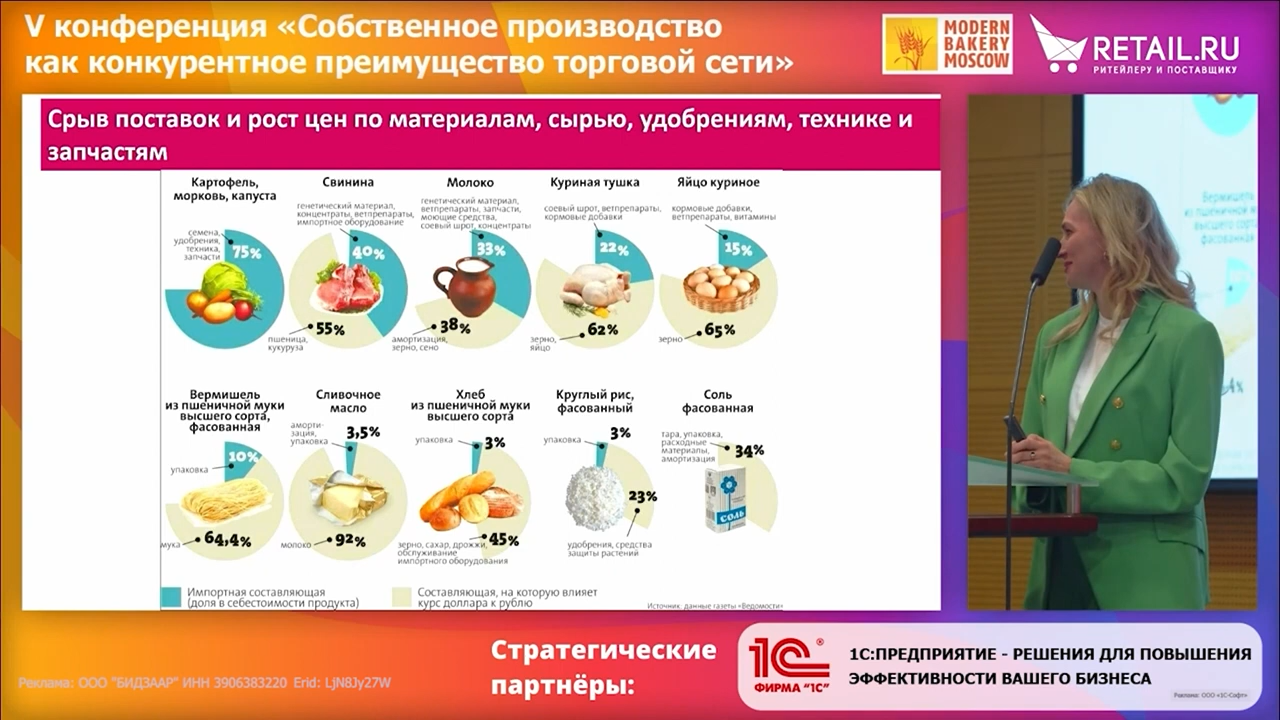 V конференция «Собственное производство
как конкурентное преимущество торговой сети»
MODERN
BAKERY
MOSCOW
RETAIL.RU
РИТЕЙЛЕРУ И ПОСТАВЩИКУ
Срыв поставок и рост цен по материалам, сырью, удобрениям, технике и
запчастям
Картофель,
морковь, капуста
семена,
удобрения,
техника,
запчасти
75%
Свинина
генетический материал,
концентраты, ветпрепараты,
импортное оборудование
40%
55%
пшеница,
кукуруза
Молоко
генетический материал,
ветпрепараты, запчасти,
моющие средства,
соевый шрот, концентраты
33%
38%
амортизация,
зерно, сено
Куриная тушка
соевый шрот, ветпрепараты,
кормовые добавки
22%
62%
зерно,
яйцо
Яйцо куриное
кормовые добавки,
ветпрепараты, витамины
15%
65%
зерно
Вермишель
из пшеничной муки
высшего сорта,
фасованная
10%
упаковка
мука
64,4%
Сливочное
масло
аморти-
зация,
упаковка
3,5%
молоко
92%
Хлеб
из пшеничной муки
высшего сорта
упаковка
3%
45%
зерно, сахар, дрожжи,
обслуживание
импортного оборудования
Круглый рис,
фасованный
упаковка
3%
23%
удобрения, средства
защиты растений
Соль
фасованная
тара, упаковка,
расходные
материалы,
амортизация
34%
СОЛЬ
Импортная составляющая
(доля в себестоимости продукта)
Составляющая, на которую влияет
курс доллара к рублю
Источник: данные газеты «Ведомости»
Вермишель
из пшеничной м
высшего сорта
фасованная
Стратегические
партнёры:
1С®
ФИРМА "1С"
1С:ПРЕДПРИЯТИЕ - РЕШЕНИЯ ДЛЯ ПОВЫШЕНИЯ
ЭФФЕКТИВНОСТИ ВАШЕГО БИЗНЕСА
Реклама: ООО «1С-Софт»
Реклама: ООО "БИДЗААР" ИНН 3906383220 Erid: LjN8Jy27W